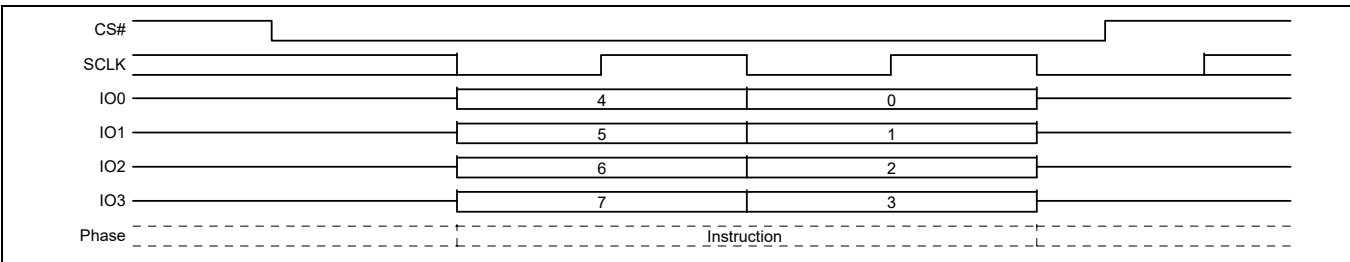 CS#
SCLK
IO0 4 0
IO1 5 1
IO2 6 2
IO3 7 3
Phase Instruction